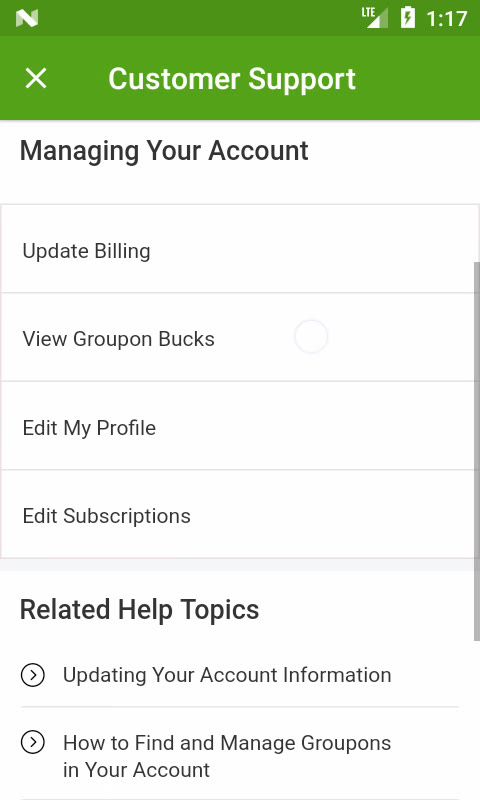 LTE 1:17
Customer Support
Managing Your Account
Update Billing
View Groupon Bucks
Edit My Profile
Edit Subscriptions
Related Help Topics
Updating Your Account Information
How to Find and Manage Groupons
in Your Account